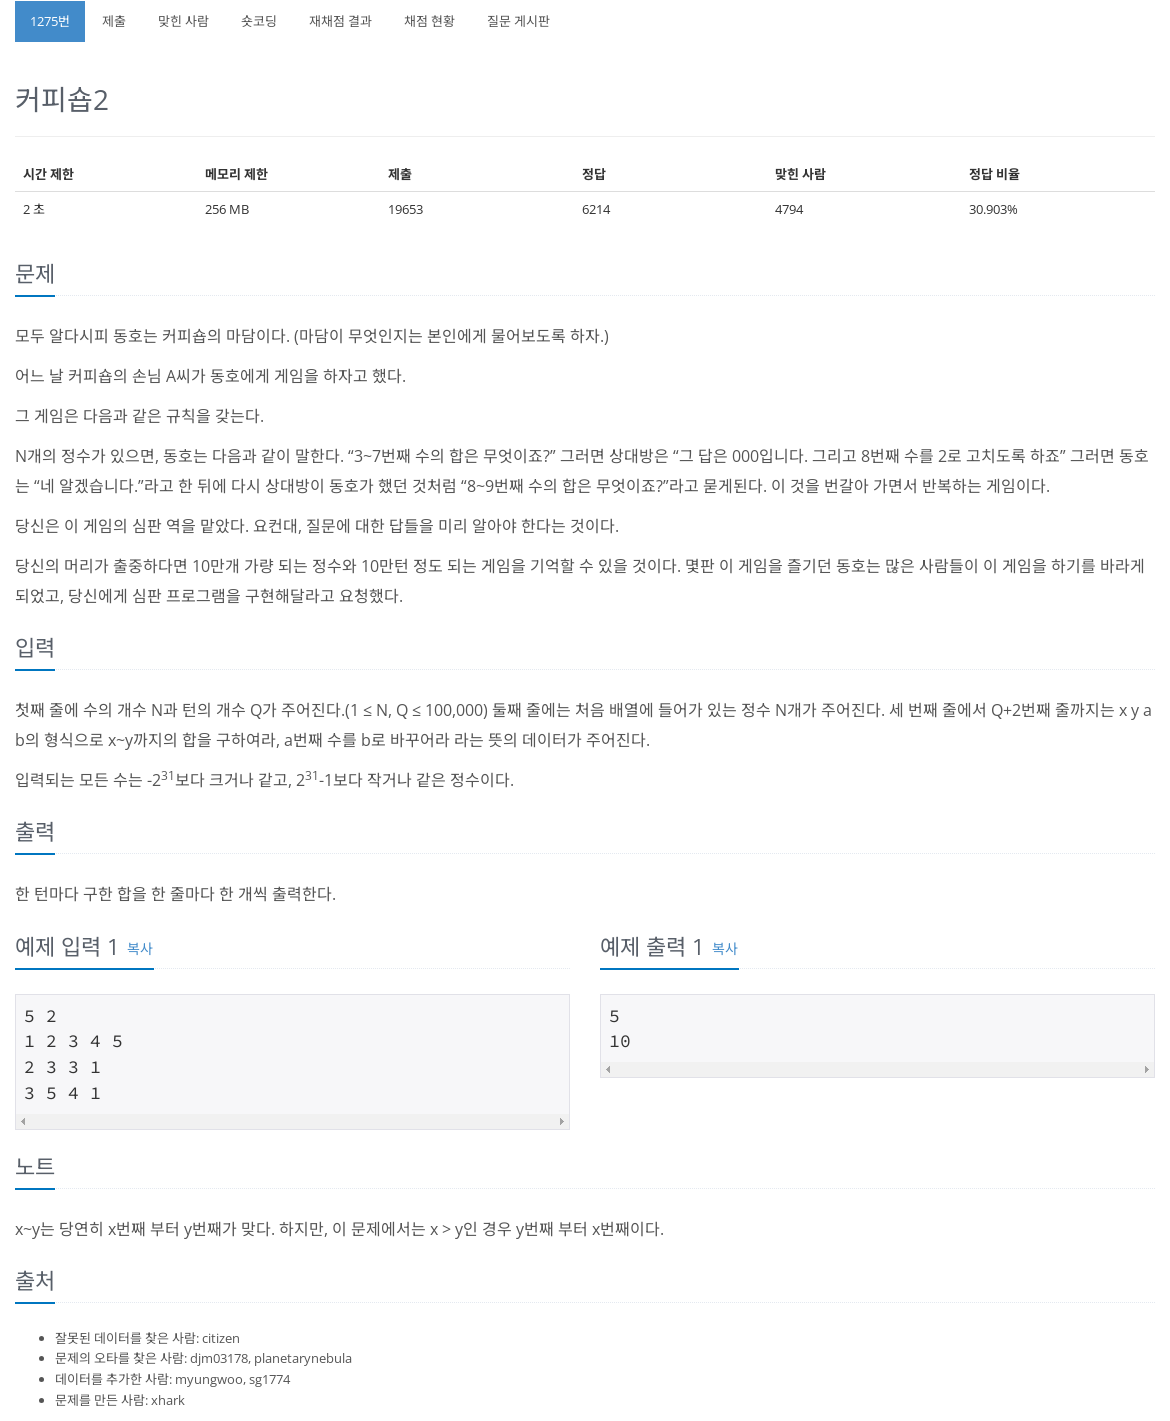 1275번 제출 맞힌 사람 숏코딩 재채점 결과 채점 현황 질문 게시판
커피숍2
시간 제한 메모리 제한 제출 정답 맞힌 사람 정답 비율
2 초 256 MB 19653 6214 4794 30.903%
문제
모두 알다시피 동호는 커피숍의 마담이다. (마담이 무엇인지는 본인에게 물어보도록 하자.)
어느 날 커피숍의 손님 A씨가 동호에게 게임을 하자고 했다.
그 게임은 다음과 같은 규칙을 갖는다.
N개의 정수가 있으면, 동호는 다음과 같이 말한다. “3~7번째 수의 합은 무엇이죠?” 그러면 상대방은 “그 답은 000입니다. 그리고 8번째 수를 2로 고치도록 하죠” 그러면 동호
는 “네 알겠습니다.”라고 한 뒤에 다시 상대방이 동호가 했던 것처럼 “8~9번째 수의 합은 무엇이죠?”라고 묻게된다. 이 것을 번갈아 가면서 반복하는 게임이다.
당신은 이 게임의 심판 역을 맡았다. 요컨대, 질문에 대한 답들을 미리 알아야 한다는 것이다.
당신의 머리가 출중하다면 10만개 가량 되는 정수와 10만턴 정도 되는 게임을 기억할 수 있을 것이다. 몇판 이 게임을 즐기던 동호는 많은 사람들이 이 게임을 하기를 바라게
되었고, 당신에게 심판 프로그램을 구현해달라고 요청했다.
입력
첫째 줄에 수의 개수 N과 턴의 개수 Q가 주어진다.(1 ≤ N, Q ≤ 100,000) 둘째 줄에는 처음 배열에 들어가 있는 정수 N개가 주어진다. 세 번째 줄에서 Q+2번째 줄까지는 x y a
b의 형식으로 x~y까지의 합을 구하여라, a번째 수를 b로 바꾸어라 라는 뜻의 데이터가 주어진다.
입력되는 모든 수는 -2³¹보다 크거나 같고, 2³¹-1보다 작거나 같은 정수이다.
출력
한 턴마다 구한 합을 한 줄마다 한 개씩 출력한다.
예제 입력 1 복사
5 2
1 2 3 4 5
2 3 3 1
3 5 4 1
예제 출력 1 복사
5
10
노트
x~y는 당연히 x번째 부터 y번째가 맞다. 하지만, 이 문제에서는 x > y인 경우 y번째 부터 x번째이다.
출처
잘못된 데이터를 찾은 사람: citizen
문제의 오타를 찾은 사람: djm03178, planetarynebula
데이터를 추가한 사람: myungwoo, sg1774
문제를 만든 사람: xhark